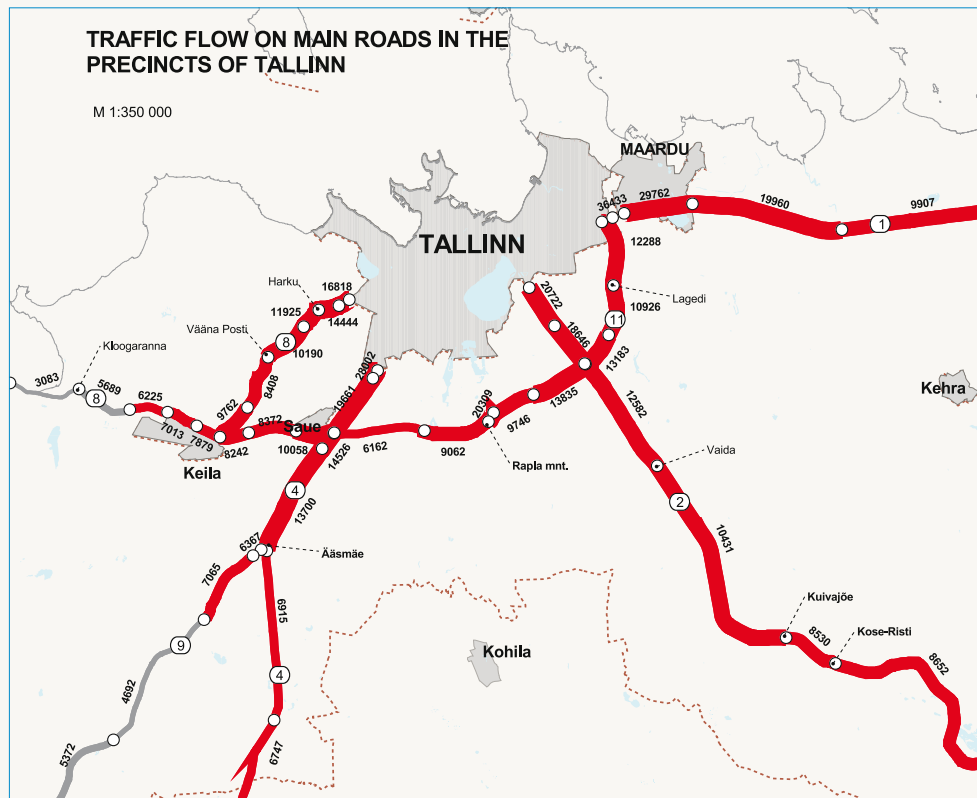 TRAFFIC FLOW ON MAIN ROADS IN THE
PRECINCTS OF TALLINN
M 1:350 000
MAARDU
36433
29762
19960
9907
1
TALLINN
12288
Harku
16818
11925
14444
20722
Lagedi
10926
11
Vääna Posti
8
10190
18646
13183
Kloogaranna
3083
8
5689
6225
7013
7879
9762
8408
8372
8242
Keila
Saue
10058
28002
19661
14526
6162
9062
20309
9746
13835
Rapla mnt.
12582
Kehra
Vaida
2
10431
4
13700
Ääsmäe
6367
7065
6915
9
4692
5372
4
6747
Kohila
Kuivajõe
8530
Kose-Risti
8652